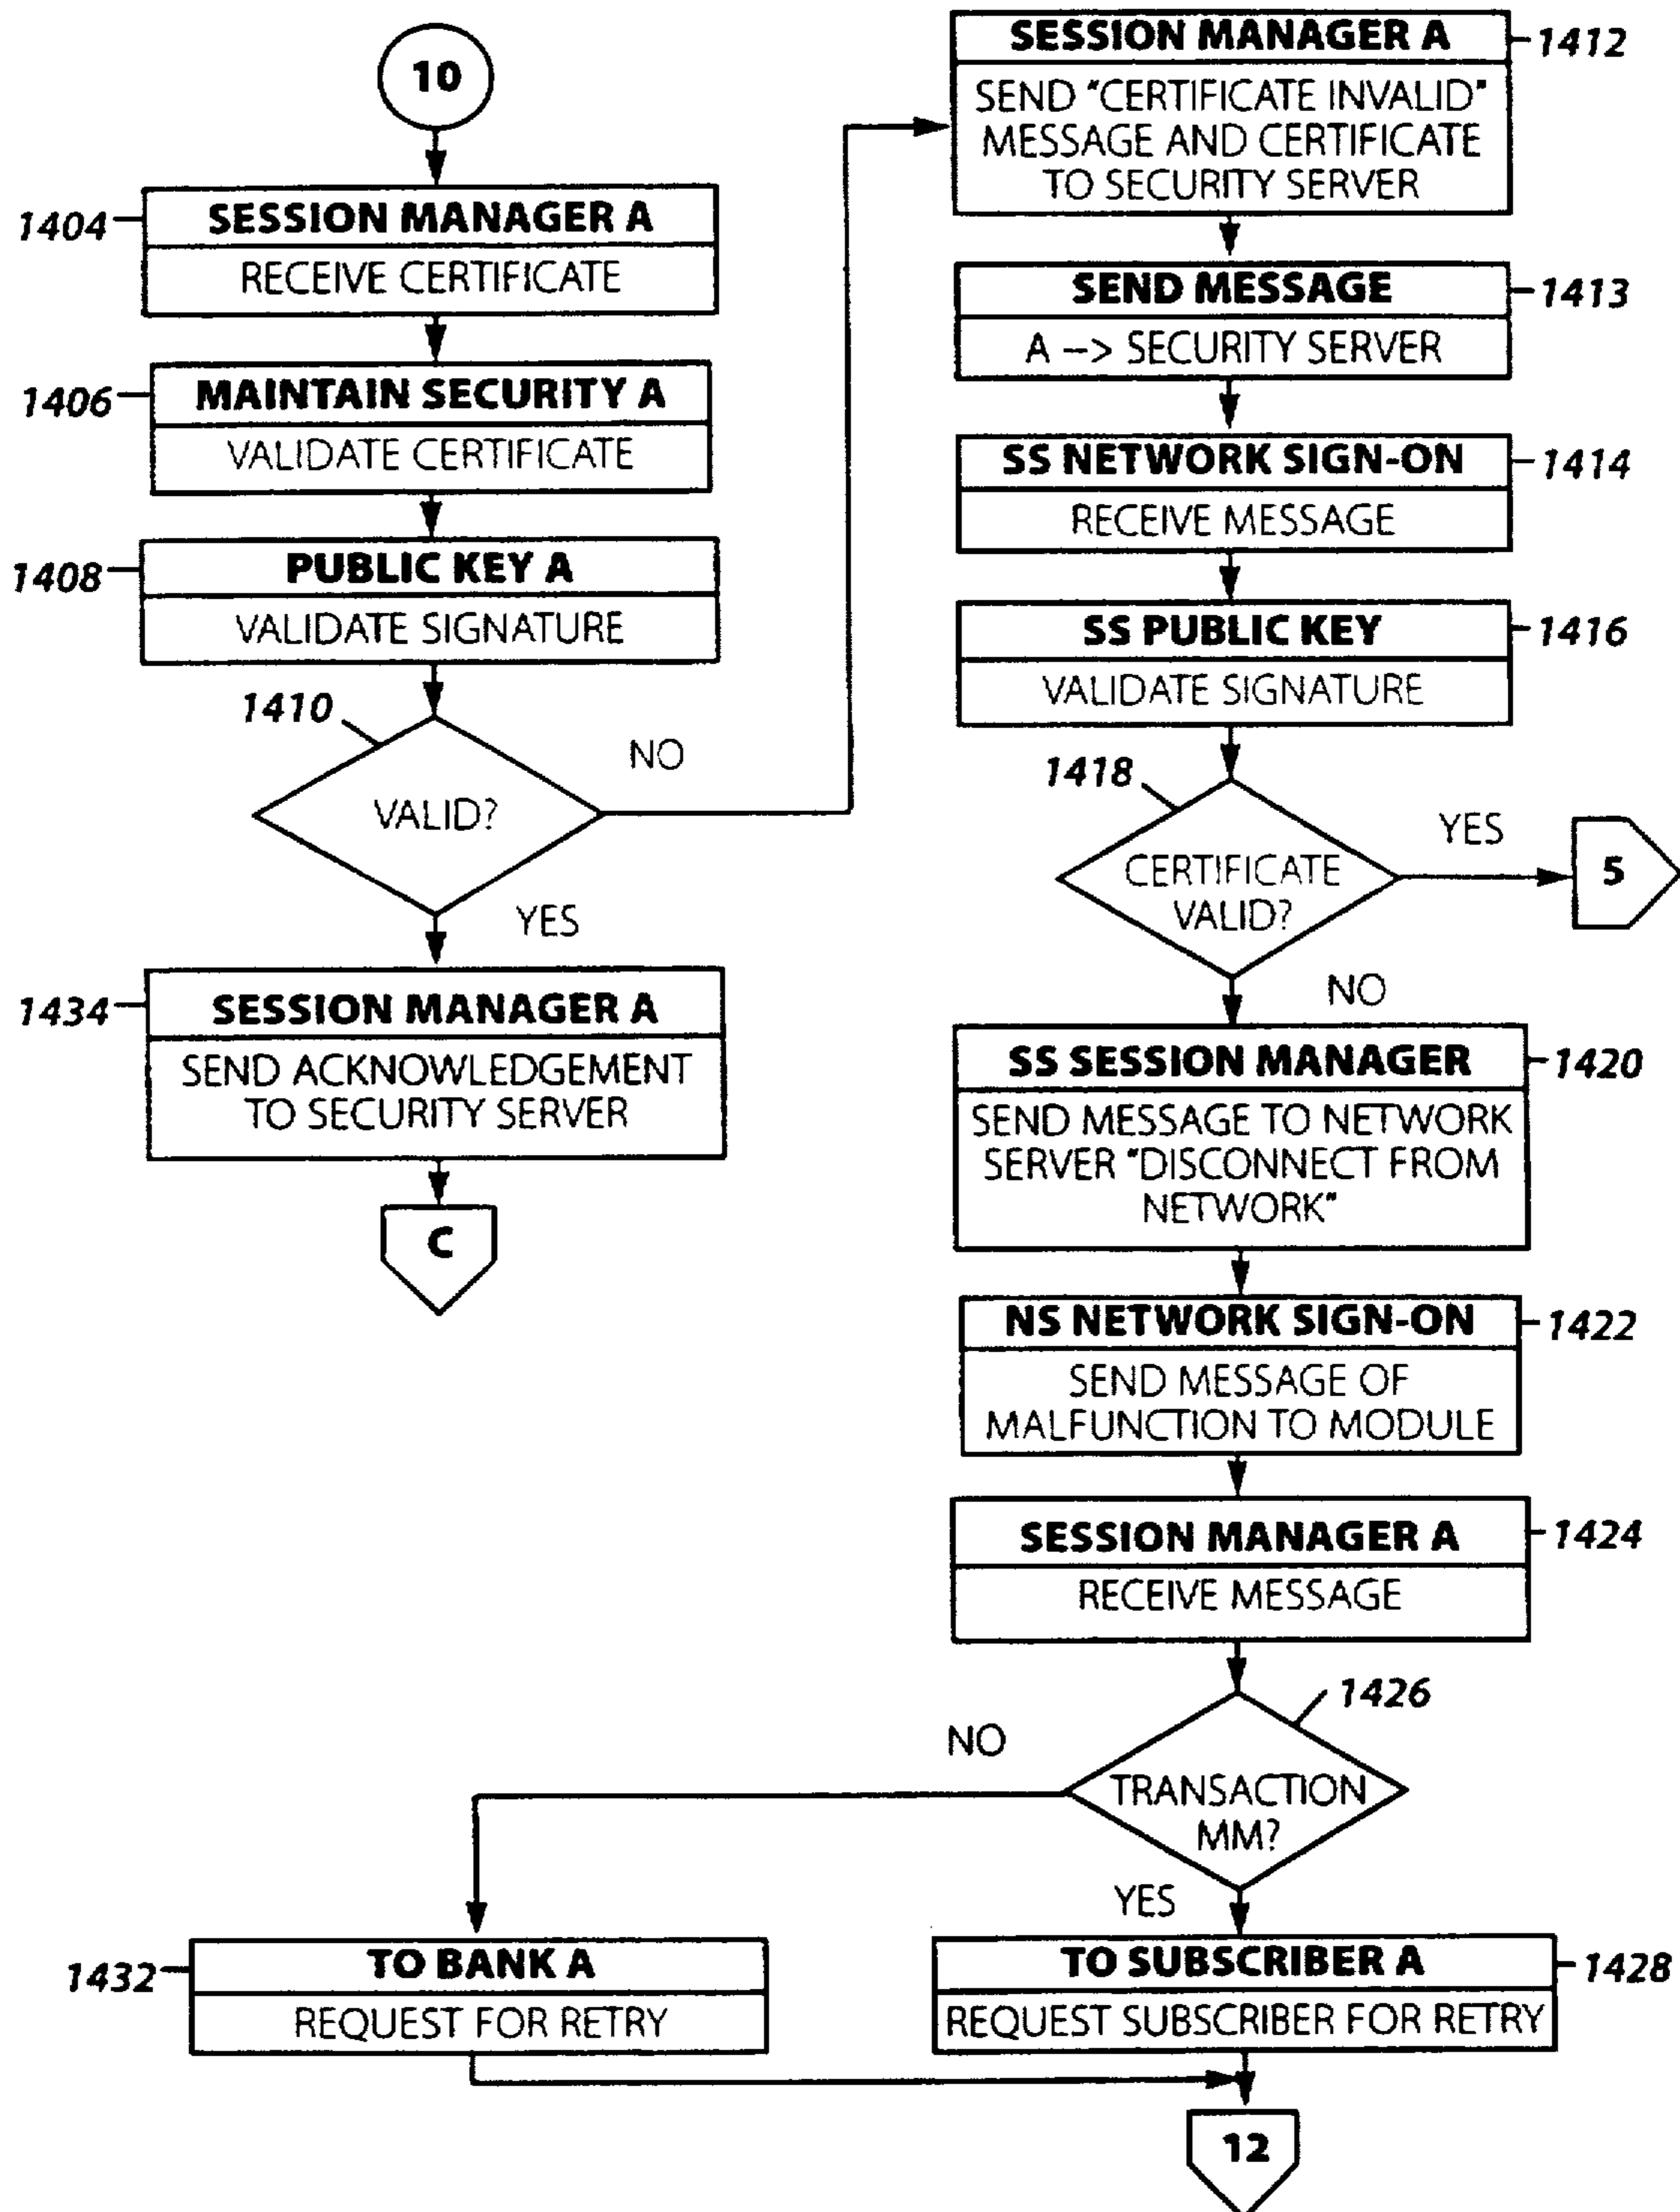 10
1404
SESSION MANAGER A
RECEIVE CERTIFICATE
1406
MAINTAIN SECURITY A
VALIDATE CERTIFICATE
1408
PUBLIC KEY A
VALIDATE SIGNATURE
1410
VALID?
NO
YES
1434
SESSION MANAGER A
SEND ACKNOWLEDGEMENT
TO SECURITY SERVER
C
SESSION MANAGER A
1412
SEND "CERTIFICATE INVALID"
MESSAGE AND CERTIFICATE
TO SECURITY SERVER
SEND MESSAGE
1413
A –> SECURITY SERVER
SS NETWORK SIGN-ON
1414
RECEIVE MESSAGE
SS PUBLIC KEY
1416
VALIDATE SIGNATURE
1418
CERTIFICATE
VALID?
YES
5
NO
SS SESSION MANAGER
1420
SEND MESSAGE TO NETWORK
SERVER "DISCONNECT FROM
NETWORK"
NS NETWORK SIGN-ON
1422
SEND MESSAGE OF
MALFUNCTION TO MODULE
SESSION MANAGER A
1424
RECEIVE MESSAGE
1426
TRANSACTION
MM?
NO
YES
1432
TO BANK A
REQUEST FOR RETRY
TO SUBSCRIBER A
1428
REQUEST SUBSCRIBER FOR RETRY
12